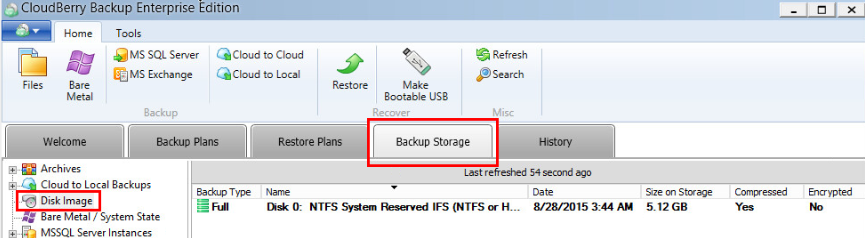 CloudBerry Backup Enterprise Edition
Home Tools
Files
Bare
Metal
MS SQL Server
MS Exchange
Cloud to Cloud
Cloud to Local
Backup
Restore
Make
Bootable USB
Recover
Refresh
Search
Misc
Welcome Backup Plans Restore Plans Backup Storage History
Archives
Cloud to Local Backups
Disk Image
Bare Metal / System State
MSSQL Server Instances
Last refreshed 54 second ago
Backup Type Name Date Size on Storage Compressed Encrypted
Full Disk 0: NTFS System Reserved IFS (NTFS or H... 8/28/2015 3:44 AM 5.12 GB Yes No